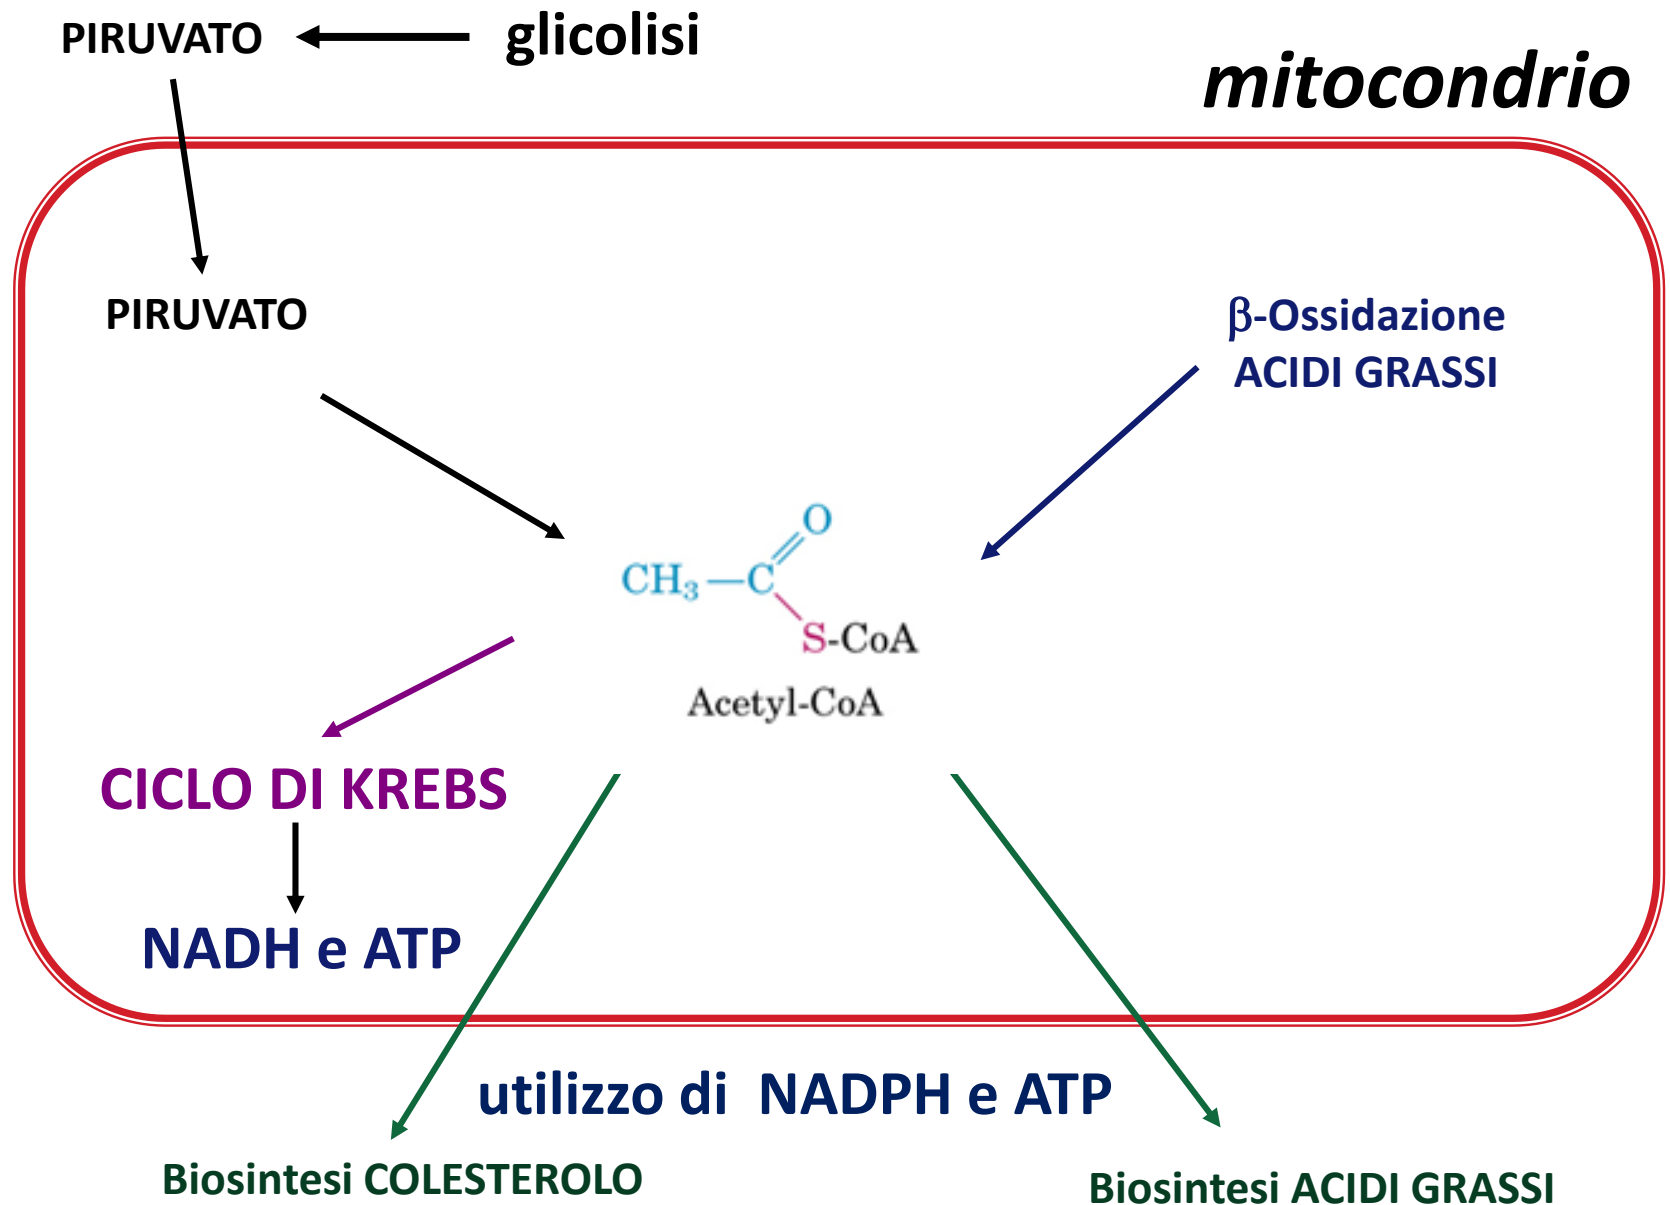 PIRUVATO
glicolisi
mitocondrio
PIRUVATO
β-Ossidazione
ACIDI GRASSI
O
CH₃—C
S-CoA
Acetyl-CoA
CICLO DI KREBS
NADH e ATP
utilizzo di NADPH e ATP
Biosintesi COLESTEROLO
Biosintesi ACIDI GRASSI